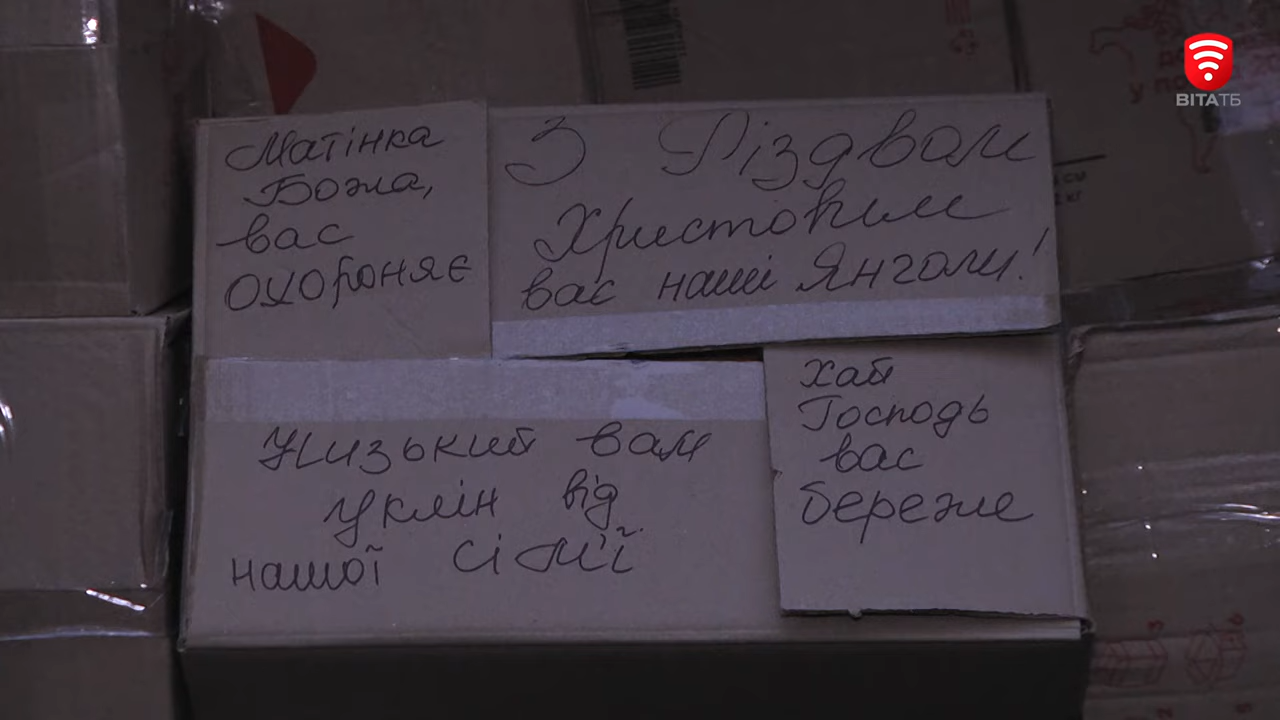 ВІТАТБ
Матінка
Божа,
вас
охороняє
З Різдвом
Христовим
вас наші Янголи!
Низький вам
уклін від
нашої сім'ї
Хай
Господь
вас
береже